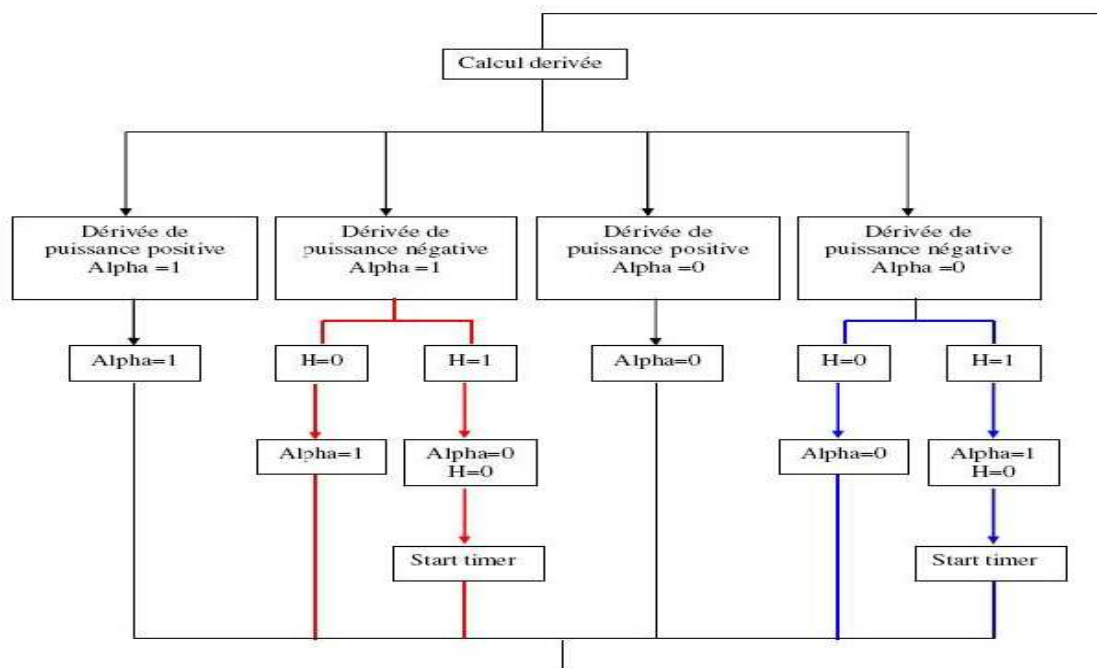 Calcul derivée
Dérivée de
puissance positive
Alpha =1
Dérivée de
puissance négative
Alpha =1
Dérivée de
puissance positive
Alpha =0
Dérivée de
puissance négative
Alpha =0
Alpha=1
H=0
H=1
Alpha=0
H=0
H=1
Alpha=1
Alpha=0
H=0
Alpha=0
Alpha=1
H=0
Start timer
Start timer